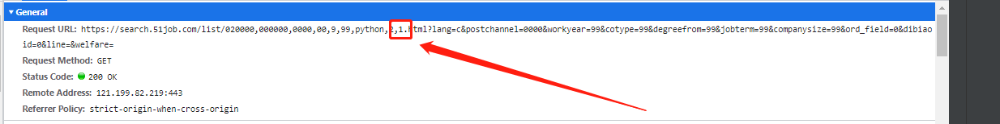 ▼ General
Request URL: https://search.51job.com/list/020000,000000,0000,00,9,99,python,2,1.html?lang=c&postchannel=0000&workyear=99&cotype=99&degreefrom=99&jobterm=99&companysize=99&ord_field=0&dibiao
id=0&line=&welfare=
Request Method: GET
Status Code: 200 OK
Remote Address: 121.199.82.219:443
Referrer Policy: strict-origin-when-cross-origin